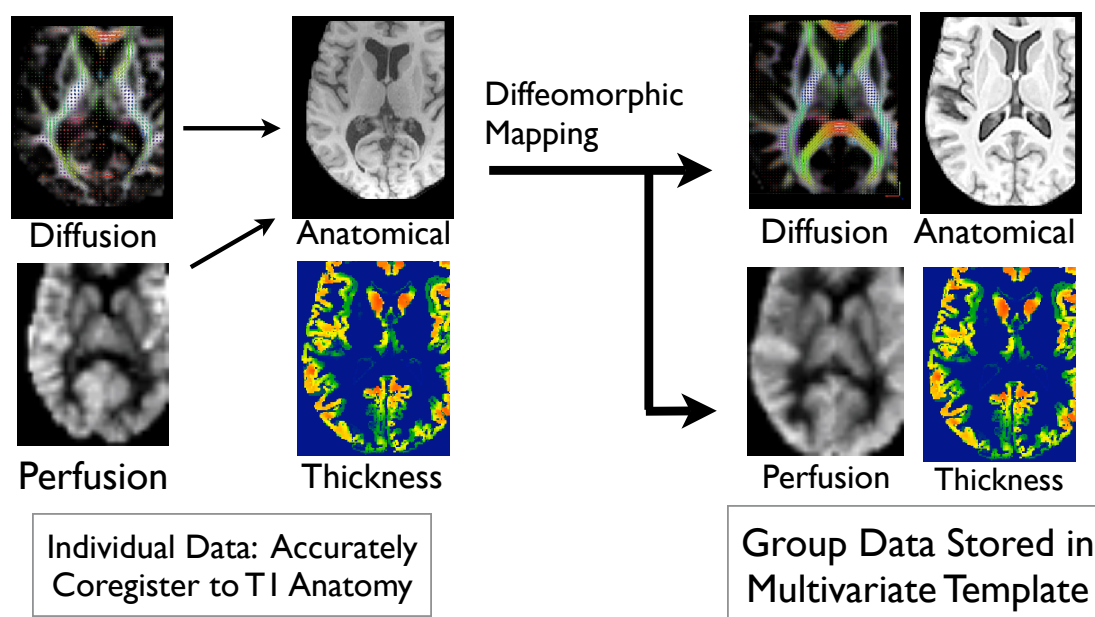 Diffeomorphic
Mapping
Diffusion
Anatomical
Perfusion
Thickness
Individual Data: Accurately
Coregister to T1 Anatomy
Diffusion
Anatomical
Perfusion
Thickness
Group Data Stored in
Multivariate Template